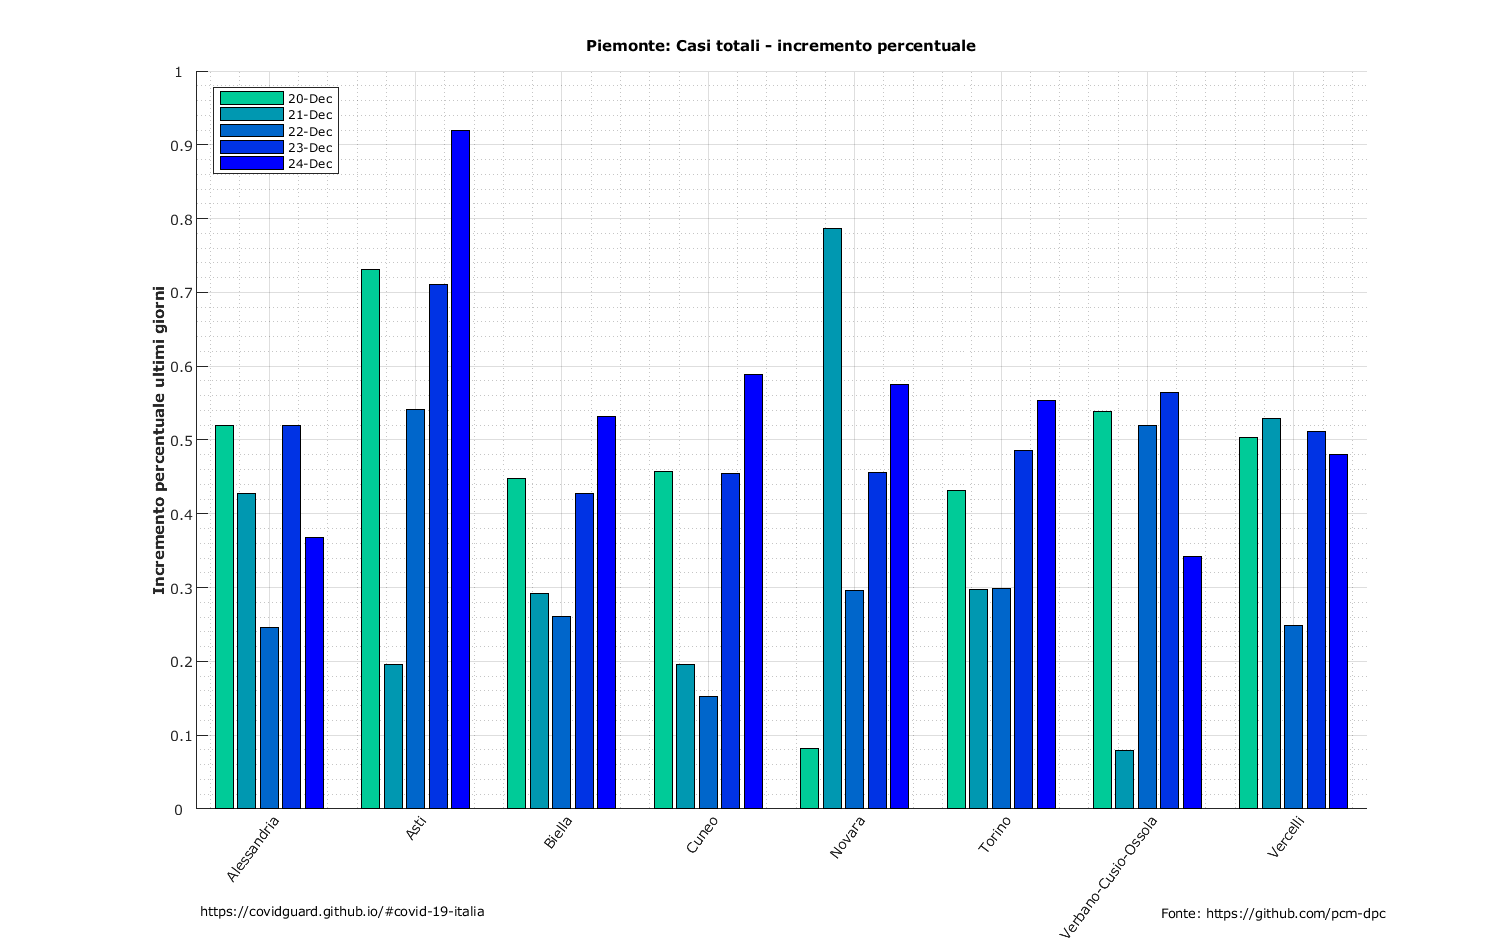 Piemonte: Casi totali - incremento percentuale
20-Dec
21-Dec
22-Dec
23-Dec
24-Dec
Incremento percentuale ultimi giorni
1
0.9
0.8
0.7
0.6
0.5
0.4
0.3
0.2
0.1
0
Alessandria
Asti
Biella
Cuneo
Novara
Torino
Verbano-Cusio-Ossola
Vercelli
https://covidguard.github.io/#covid-19-italia
Fonte: https://github.com/pcm-dpc